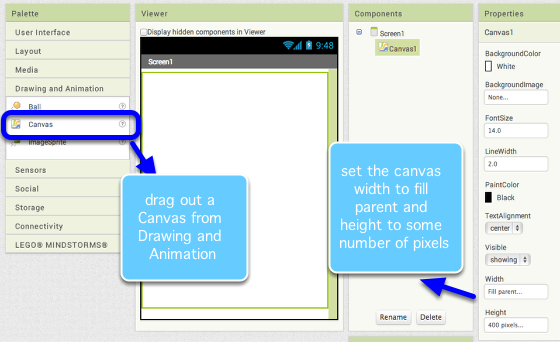 Palette
User Interface
Layout
Media
Drawing and Animation
Ball
Canvas
ImageSprite
Sensors
Social
Storage
Connectivity
LEGO® MINDSTORMS®
Viewer
Display hidden components in Viewer
9:48
Screen1
drag out a
Canvas from
Drawing and
Animation
Components
Screen1
Canvas1
set the canvas
width to fill
parent and
height to some
number of pixels
Rename
Delete
Properties
Canvas1
BackgroundColor
White
BackgroundImage
None...
FontSize
14.0
LineWidth
2.0
PaintColor
Black
TextAlignment
center
Visible
showing
Width
Fill parent...
Height
400 pixels...